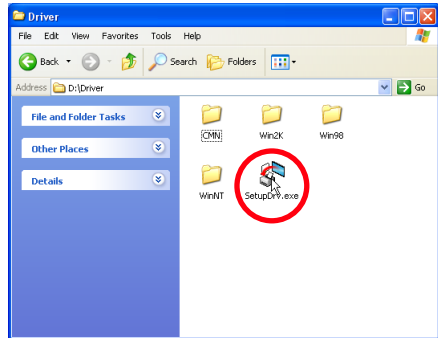 Driver
File Edit View Favorites Tools Help
Back Search Folders
Address D:\Driver Go
File and Folder Tasks
Other Places
Details
CMN Win2K Win98
WinNT SetupDrv.exe